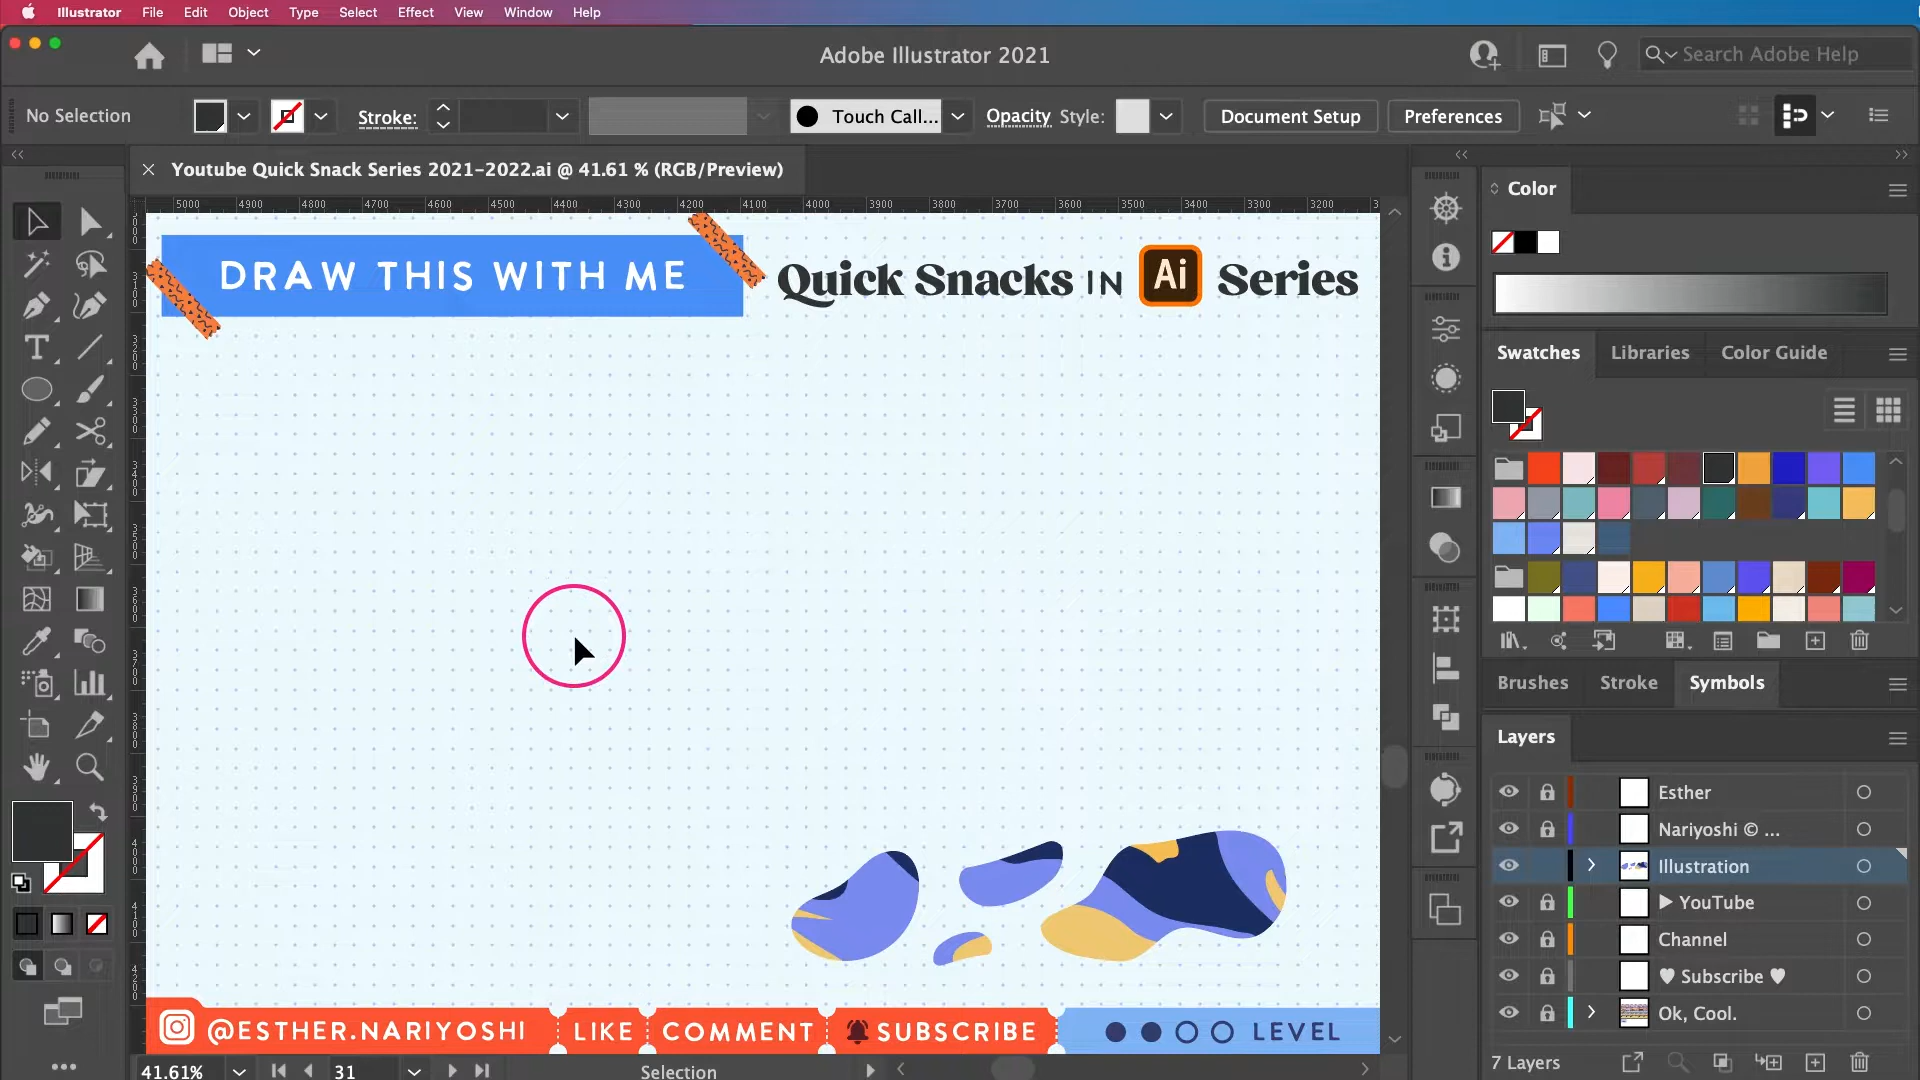 Illustrator File Edit Object Type Select Effect View Window Help
Adobe Illustrator 2021
Search Adobe Help
No Selection
Stroke:
Touch Call...
Opacity
Style:
Document Setup
Preferences
Youtube Quick Snack Series 2021-2022.ai @ 41.61 % (RGB/Preview)
5000 4900 4800 4700 4600 4500 4400 4300 4200 4100 4000 3900 3800 3700 3600 3500 3400 3300 3200
DRAW THIS WITH ME
Quick Snacks IN Ai Series
Color
Swatches
Libraries
Color Guide
Brushes
Stroke
Symbols
Layers
Esther
Nariyoshi © ...
Illustration
▶ YouTube
Channel
♥ Subscribe ♥
Ok, Cool.
7 Layers
@ESTHER.NARIYOSHI
LIKE
COMMENT
SUBSCRIBE
LEVEL
41.61%
31
Selection